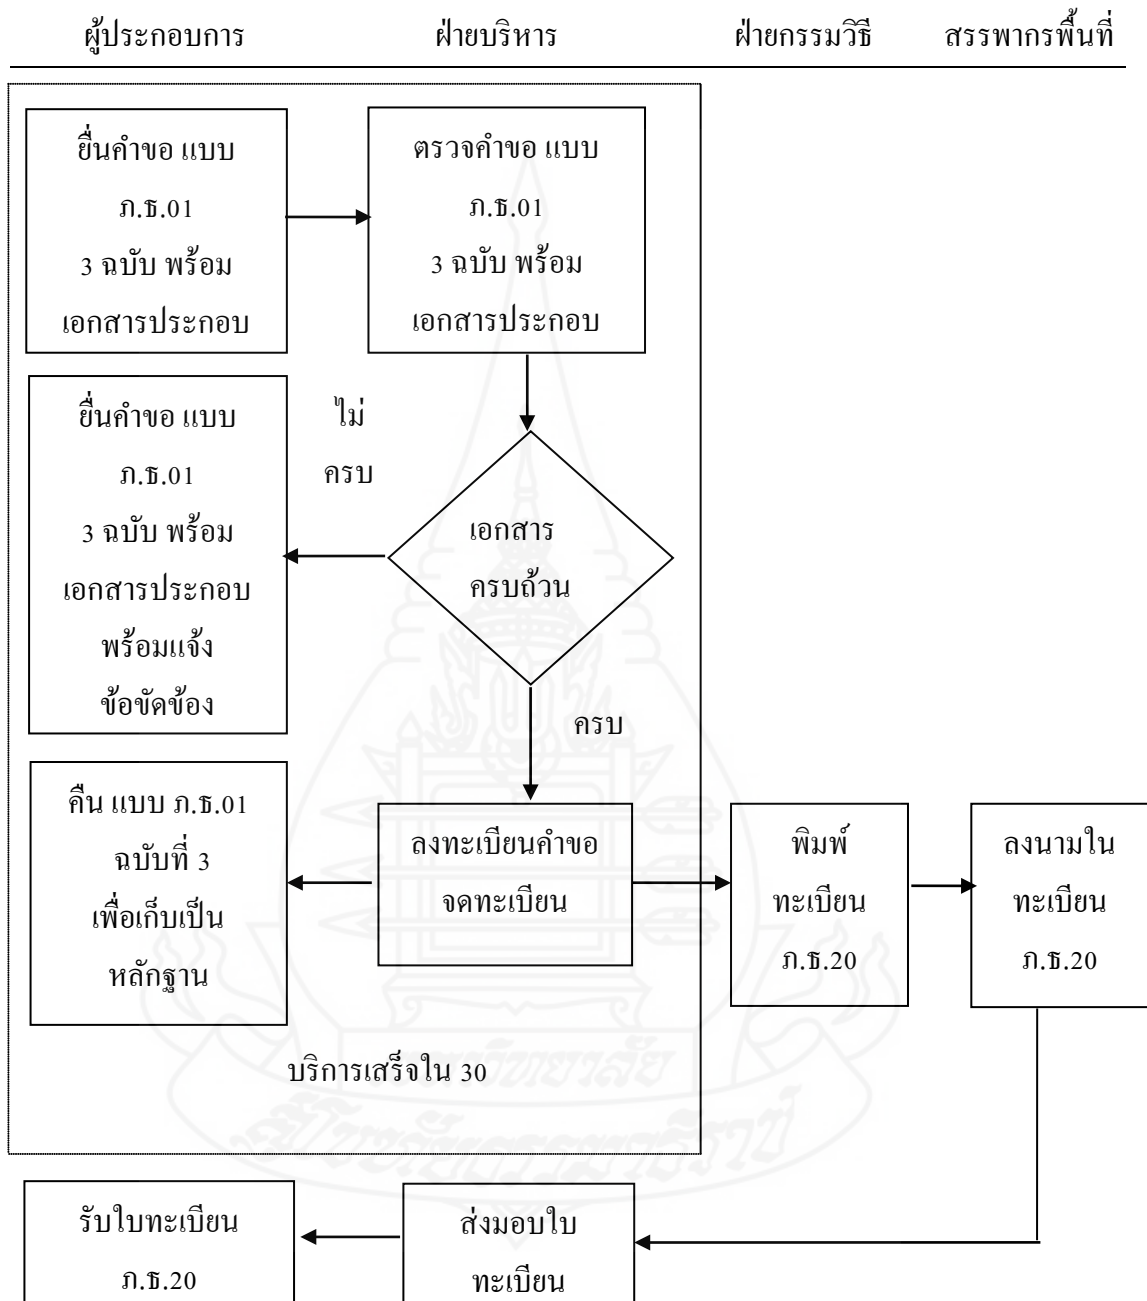 ผู้ประกอบการ ฝ่ายบริหาร ฝ่ายกรรมวิธี สรรพากรพื้นที่
ยื่นคำขอ แบบ
ภ.ธ.01
3 ฉบับ พร้อม
เอกสารประกอบ
ตรวจคำขอ แบบ
ภ.ธ.01
3 ฉบับ พร้อม
เอกสารประกอบ
ยื่นคำขอ แบบ
ภ.ธ.01
3 ฉบับ พร้อม
เอกสารประกอบ
พร้อมแจ้ง
ข้อขัดข้อง
ไม่
ครบ
เอกสาร
ครบถ้วน
ครบ
คืน แบบ ภ.ธ.01
ฉบับที่ 3
เพื่อเก็บเป็น
หลักฐาน
ลงทะเบียนคำขอ
จดทะเบียน
พิมพ์
ทะเบียน
ภ.ธ.20
ลงนามใน
ทะเบียน
ภ.ธ.20
บริการเสร็จใน 30
รับใบทะเบียน
ภ.ธ.20
ส่งมอบใบ
ทะเบียน